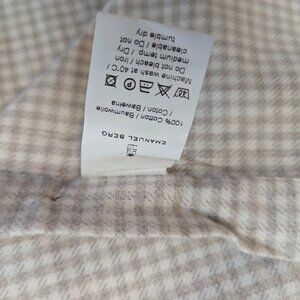 EMANUEL BERG
100% Cotton / Baumwolle
/ Coton / Bawełna
40°
Machine wash at 40°C /
Do not bleach / Iron
medium temp. / Dry
cleanable / Do not
tumble dry